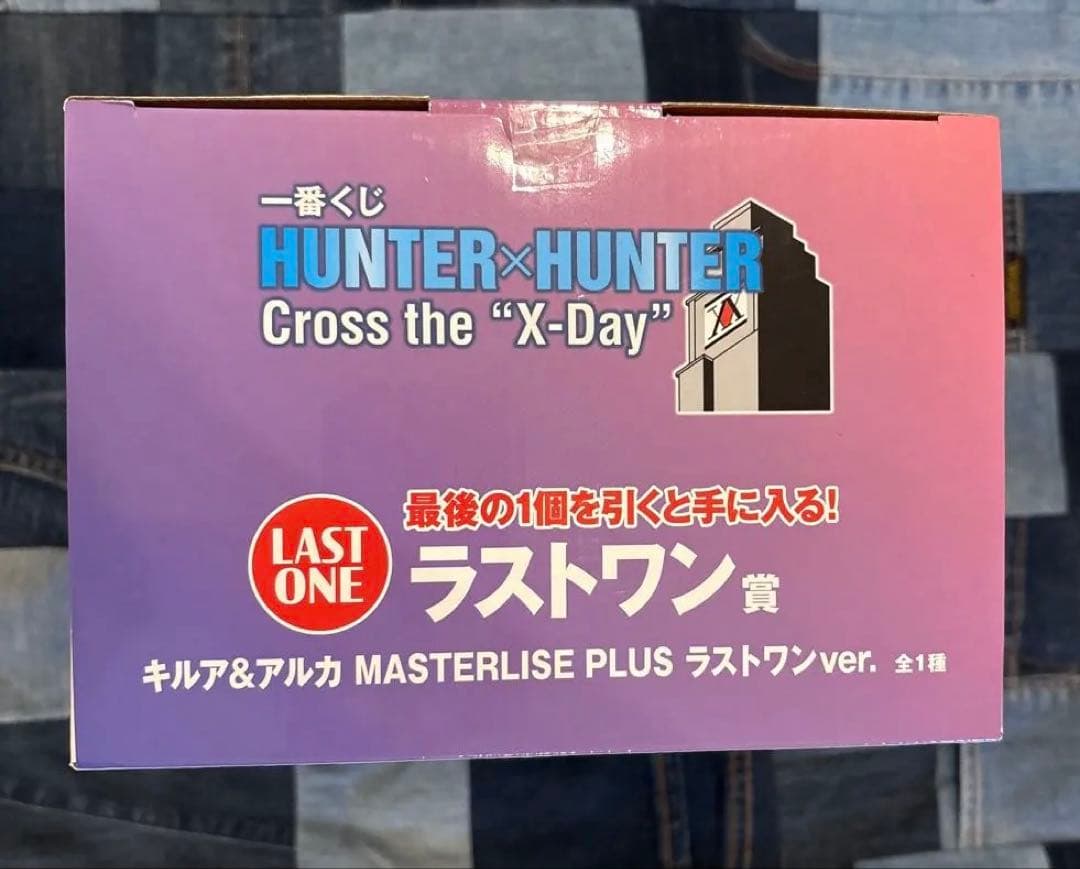 一番くじ
HUNTER×HUNTER
Cross the “X-Day”
LAST
ONE
最後の1個を引くと手に入る!
ラストワン賞
キルア&アルカ MASTERLISE PLUS ラストワンver. 全1種